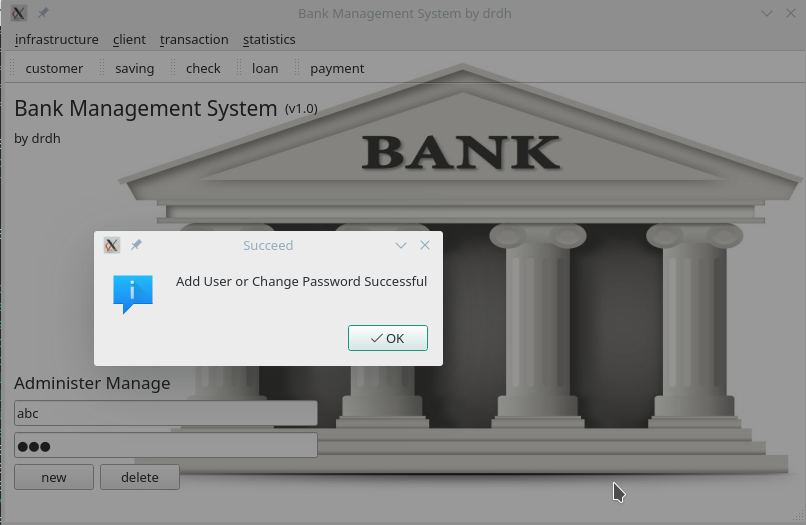 Bank Management System by drdh
infrastructure client transaction statistics
customer saving check loan payment
Bank Management System (v1.0)
by drdh
BANK
Succeed
Add User or Change Password Successful
OK
Administer Manage
abc
●●●
new delete